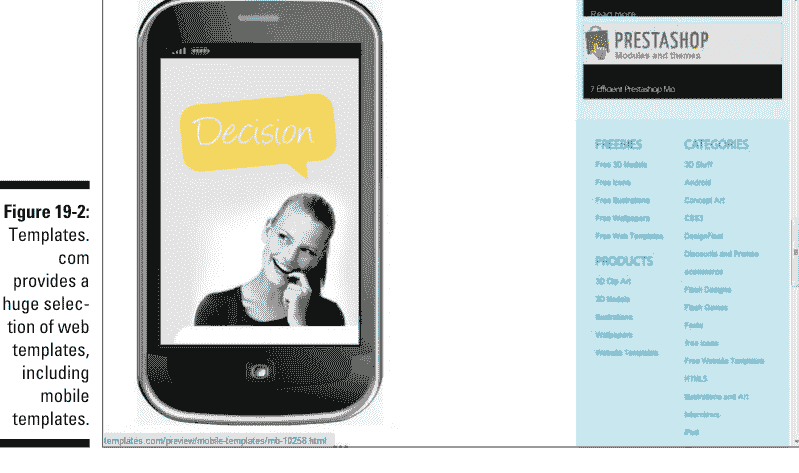 Figure 19-2:
Templates.
com
provides a
huge selec-
tion of web
templates,
including
mobile
templates.
Decision
templates.com/preview/mobile-templates/mb-10258.html
Read more
PRESTASHOP
Modules and themes
7 Efficient Prestashop Mo
FREEBIES
Free 3D Models
Free Icons
Free Illustrations
Free Wallpapers
Free Web Templates
PRODUCTS
3D Clip Art
3D Models
Illustrations
Wallpapers
Website Templates
CATEGORIES
3D Stuff
Android
Concept Art
CSS3
DesignFeud
Discounts and Promos
ecommerce
Flash Designs
Flash Games
Fonts
free icons
Free Website Templates
HTML5
Illustrations and Art
Interviews
iPad